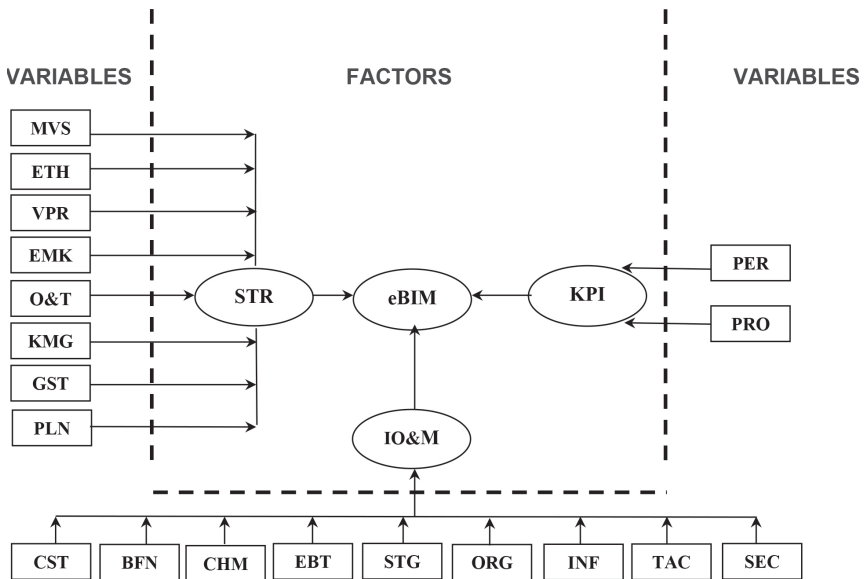 VARIABLES FACTORS VARIABLES
MVS
ETH
VPR
EMK
O&T
KMG
GST
PLN
STR
eBIM
KPI
IO&M
PER
PRO
CST BFN CHM EBT STG ORG INF TAC SEC